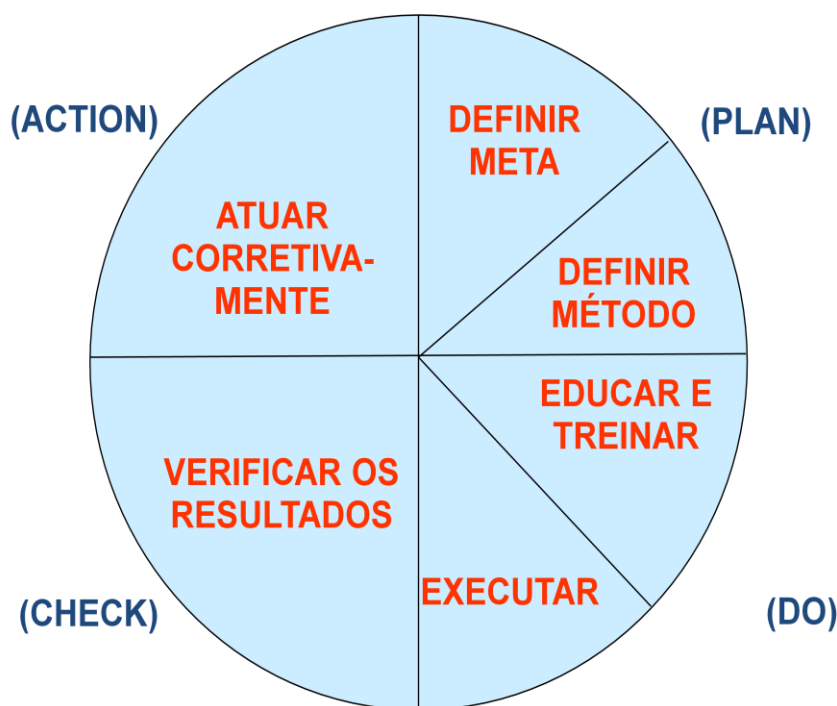 (ACTION)
DEFINIR
META
(PLAN)
ATUAR
CORRETIVA-
MENTE
DEFINIR
MÉTODO
EDUCAR E
TREINAR
VERIFICAR OS
RESULTADOS
EXECUTAR
(CHECK)
(DO)